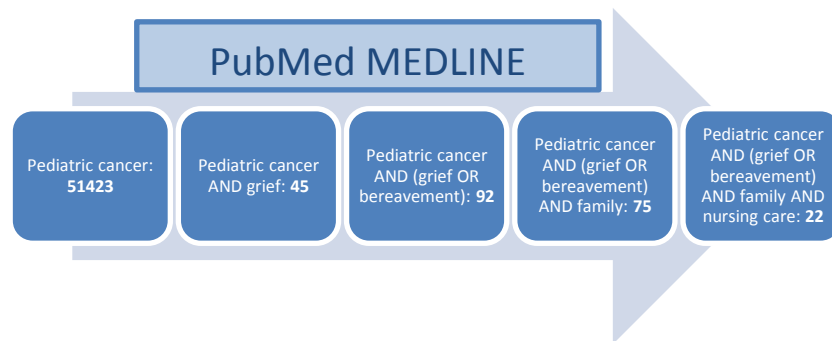 PubMed MEDLINE
Pediatric cancer:
51423
Pediatric cancer
AND grief: 45
Pediatric cancer
AND (grief OR
bereavement): 92
Pediatric cancer
AND (grief OR
bereavement)
AND family: 75
Pediatric cancer
AND (grief OR
bereavement)
AND family AND
nursing care: 22